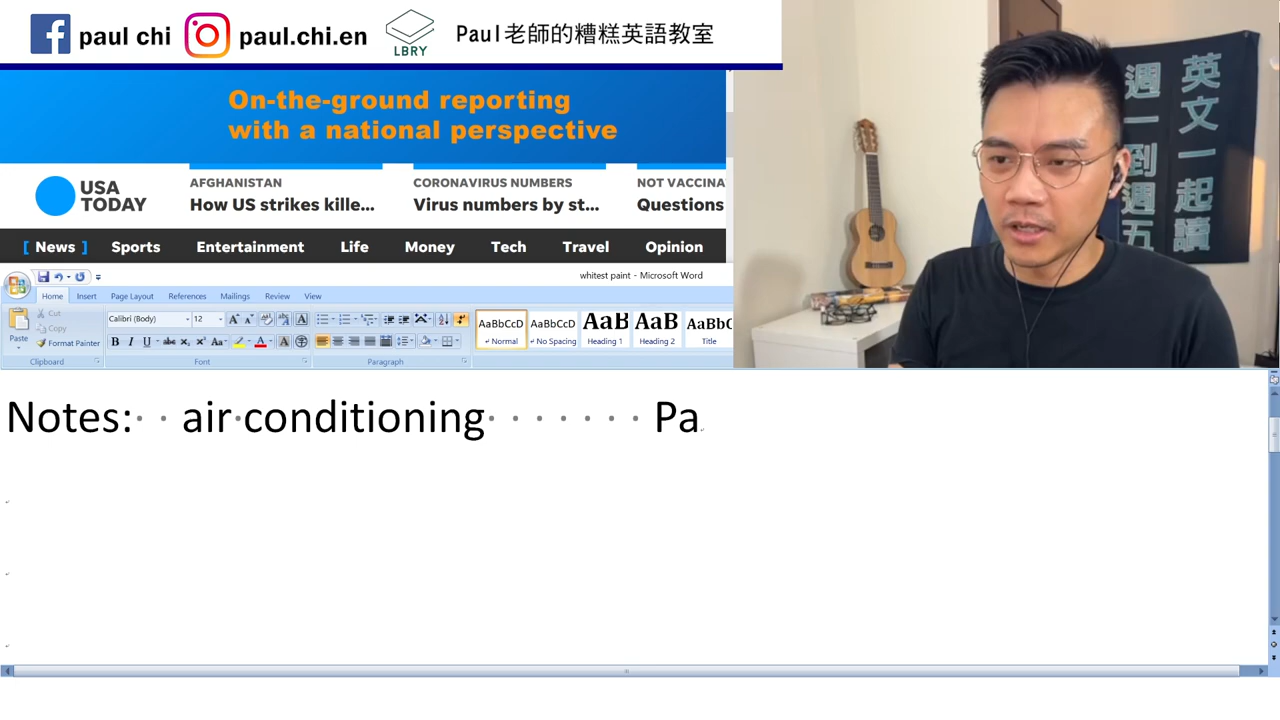 paul chi paul.chi.en LBRY Paul老師的糟糕英語教室
On-the-ground reporting
with a national perspective
USA TODAY
AFGHANISTAN
How US strikes kille...
CORONAVIRUS NUMBERS
Virus numbers by st...
NOT VACCINA
Questions
[ News ] Sports Entertainment Life Money Tech Travel Opinion
whitest paint - Microsoft Word
Home Insert Page Layout References Mailings Review View
Paste
Cut
Copy
Format Painter
Clipboard
Calibri (Body) 12
Font
Paragraph
AaBbCcD AaBbCcD AaB AaB AaBbC
Normal No Spacing Heading 1 Heading 2 Title
Notes: air conditioning Pa
英文一起讀
週一到週五